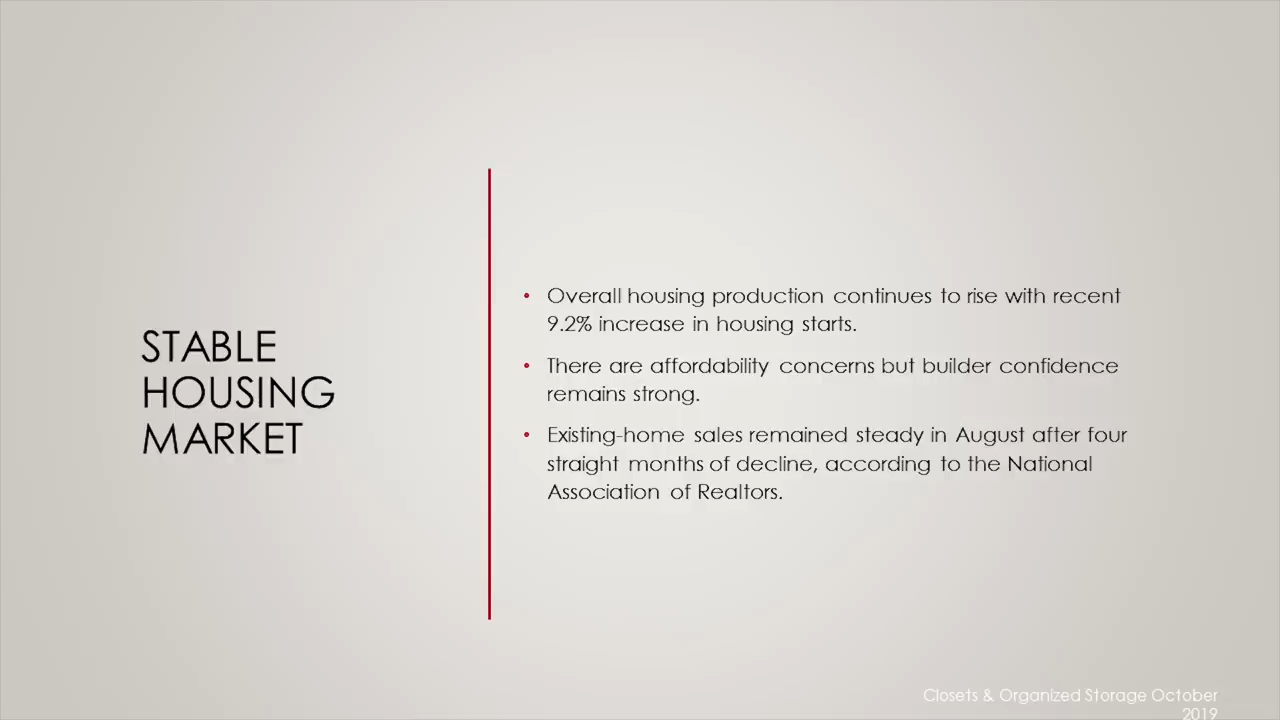 STABLE
HOUSING
MARKET
• Overall housing production continues to rise with recent
9.2% increase in housing starts.
• There are affordability concerns but builder confidence
remains strong.
• Existing-home sales remained steady in August after four
straight months of decline, according to the National
Association of Realtors.
Closets & Organized Storage October
2019